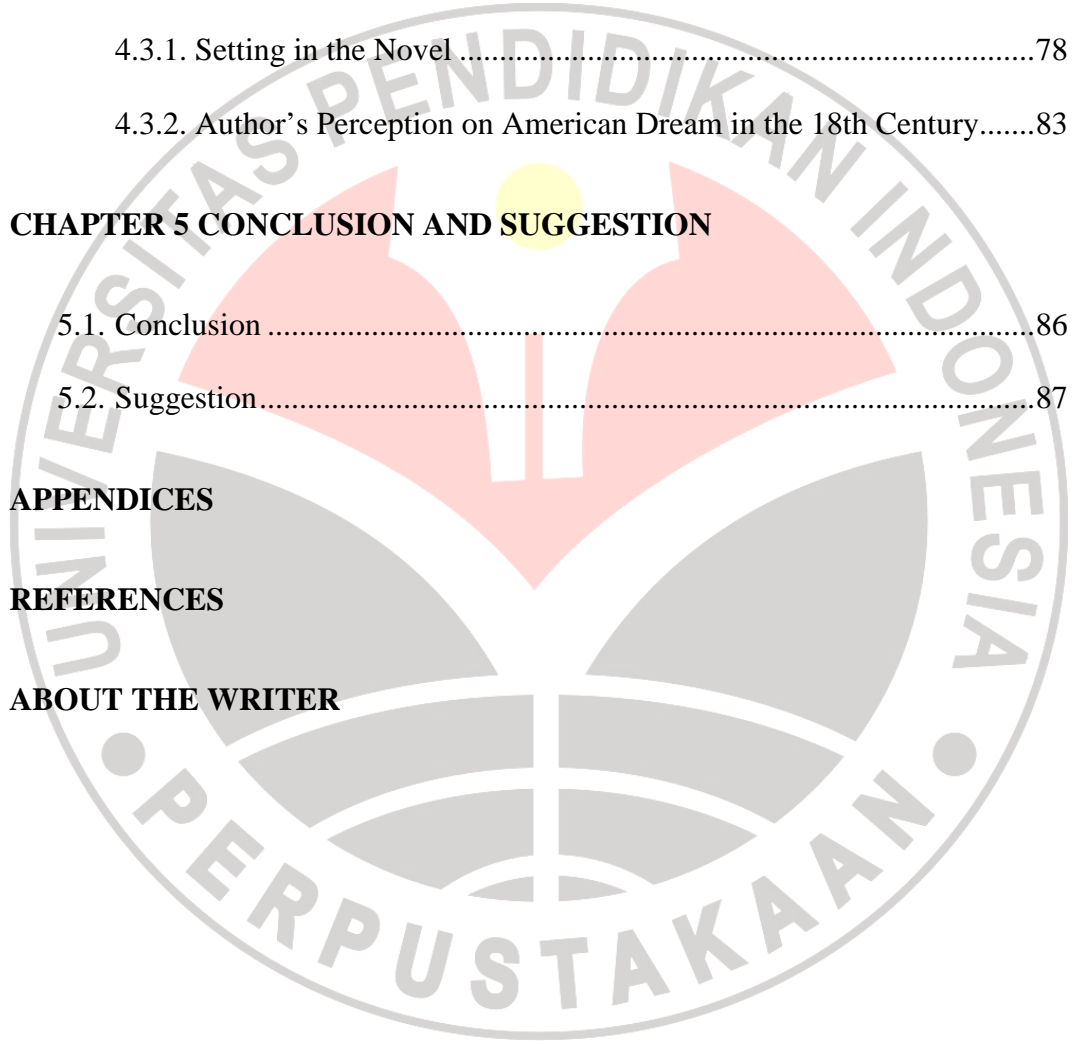 4.3.1. Setting in the Novel .......................................................................78
4.3.2. Author’s Perception on American Dream in the 18th Century.......83
CHAPTER 5 CONCLUSION AND SUGGESTION
5.1. Conclusion ...............................................................................................86
5.2. Suggestion................................................................................................87
APPENDICES
REFERENCES
ABOUT THE WRITER
UNIVERSITAS PENDIDIKAN INDONESIA
• PERPUSTAKAAN •